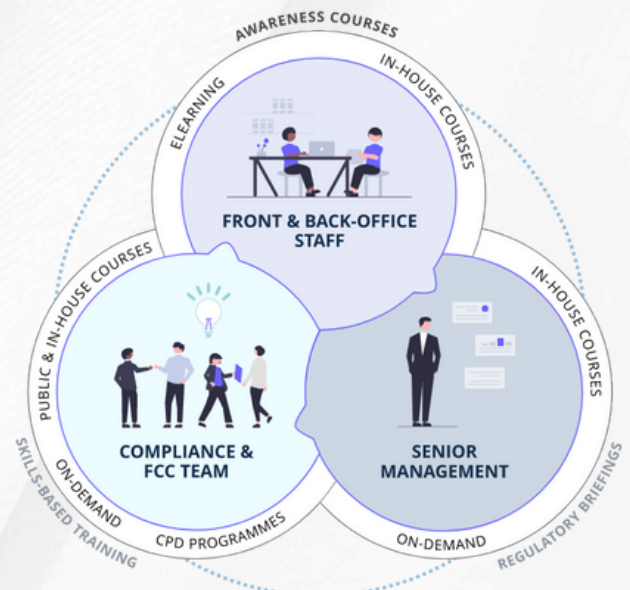 AWARENESS COURSES
ELEARNING
IN-HOUSE COURSES
FRONT & BACK-OFFICE
STAFF
PUBLIC & IN-HOUSE COURSES
COMPLIANCE &
FCC TEAM
ON-DEMAND
CPD PROGRAMMES
SKILLS-BASED TRAINING
IN-HOUSE COURSES
SENIOR
MANAGEMENT
ON-DEMAND
REGULATORY BRIEFINGS